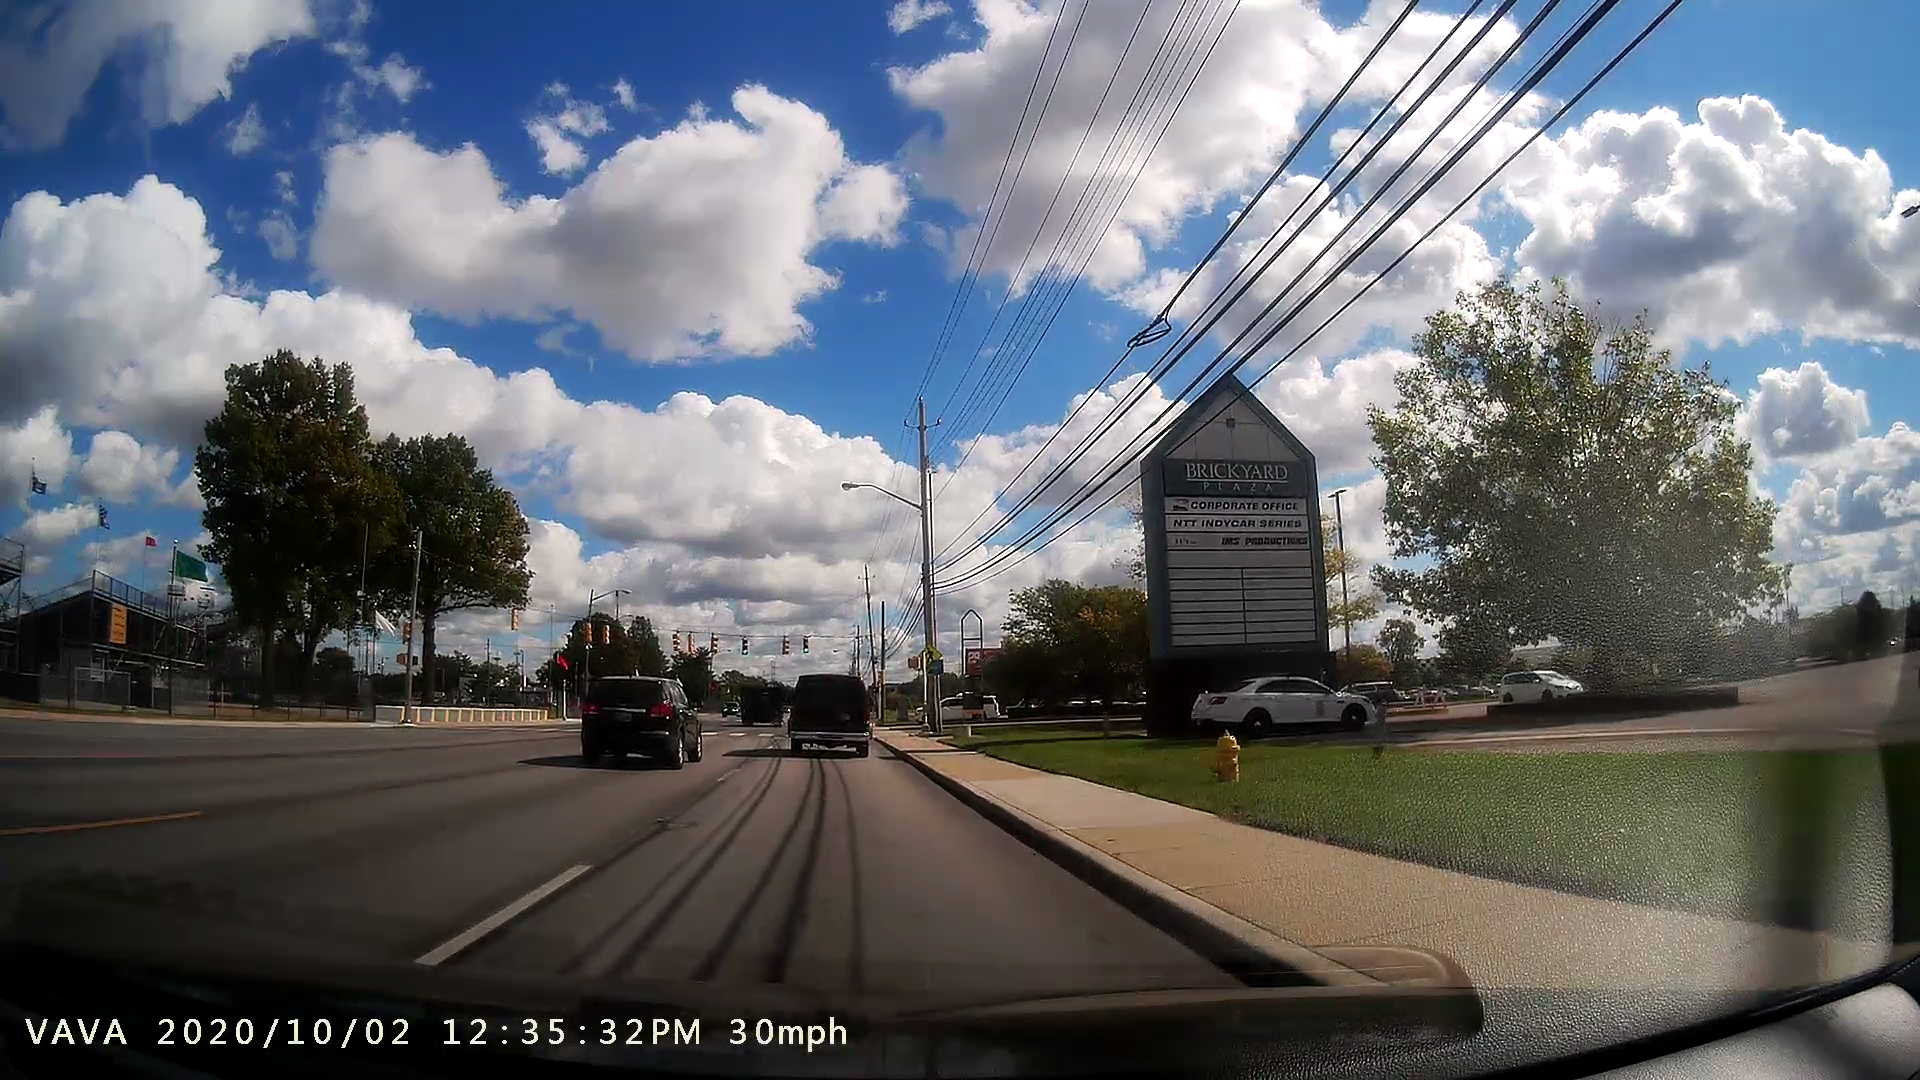 BRICKYARD
PLAZA
CORPORATE OFFICE
NTT INDYCAR SERIES
IMS PRODUCTIONS
VAVA 2020/10/02 12:35:32PM 30mph